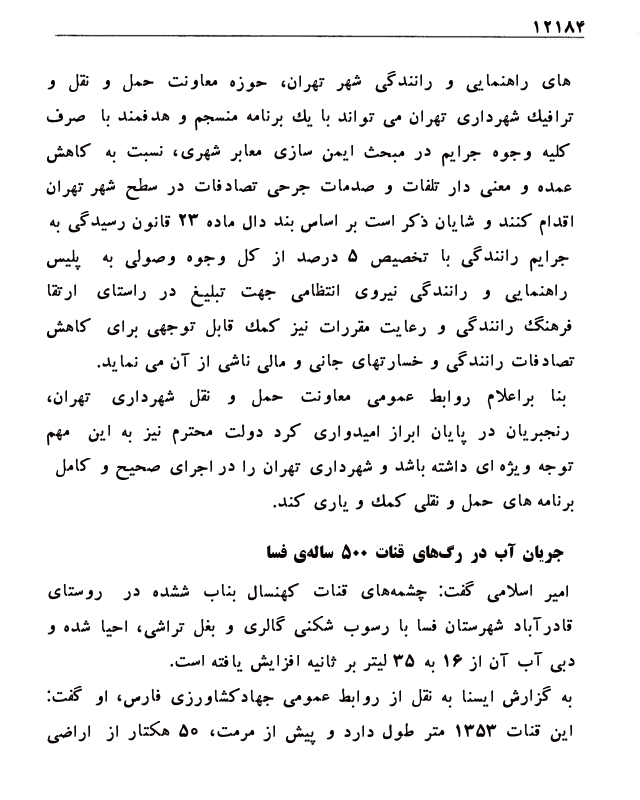 ۱۲۱۸۴
های راهنمایی و رانندگی شهر تهران، حوزه معاونت حمل و نقل و
ترافیك شهرداری تهران می تواند با یك برنامه منسجم و هدفمند با صرف
کلیه وجوه جرایم در مبحث ایمن سازی معابر شهری، نسبت به کاهش
عمده و معنی دار تلفات و صدمات جرحی تصادفات در سطح شهر تهران
اقدام کنند و شایان ذکر است بر اساس بند دال ماده ۲۳ قانون رسیدگی به
جرایم رانندگی با تخصیص ۵ درصد از کل وجوه وصولی به پلیس
راهنمایی و رانندگی نیروی انتظامی جهت تبلیغ در راستای ارتقا
فرهنگ رانندگی و رعایت مقررات نیز کمك قابل توجهی برای کاهش
تصادفات رانندگی و خسارتهای جانی و مالی ناشی از آن می نماید.
بنا براعلام روابط عمومی معاونت حمل و نقل شهرداری تهران،
رنجبریان در پایان ابراز امیدواری کرد دولت محترم نیز به این مهم
توجه ویژه ای داشته باشد و شهرداری تهران را در اجرای صحیح و کامل
برنامه های حمل و نقلی کمك و یاری کند.
جریان آب در رگ‌های قنات ۵۰۰ ساله‌ی فسا
امیر اسلامی گفت: چشمه‌های قنات کهنسال بناب ششده در روستای
قادرآباد شهرستان فسا با رسوب شکنی گالری و بغل تراشی، احیا شده و
دبی آب آن از ۱۶ به ۳۵ لیتر بر ثانیه افزایش یافته است.
به گزارش ایسنا به نقل از روابط عمومی جهادکشاورزی فارس، او گفت:
این قنات ۱۳۵۳ متر طول دارد و پیش از مرمت، ۵۰ هکتار از اراضی